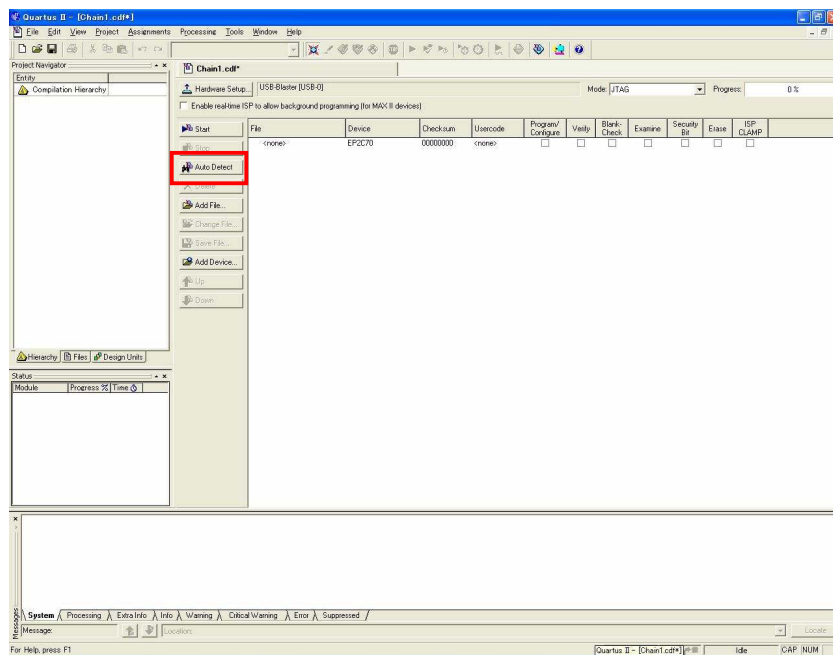 Quartus II - [Chain1.cdf*]
File Edit View Project Assignments Processing Tools Window Help
Project Navigator
Entity
Compilation Hierarchy
Hierarchy Files Design Units
Status
Module Progress % Time
Chain1.cdf*
Hardware Setup... USB-Blaster [USB-0] Mode: JTAG Progress: 0 %
Enable real-time ISP to allow background programming (for MAX II devices)
Start
Stop
Auto Detect
Delete
Add File...
Change File...
Save File...
Add Device...
Up
Down
File Device Checksum Usercode Program/Configure Verify Blank-Check Examine Security Bit Erase ISP CLAMP
<none> EP2C70 00000000 <none>
Messages
System Processing Extra Info Info Warning Critical Warning Error Suppressed
Message: Location: Locate
For Help, press F1 Quartus II - [Chain1.cdf*] Idle CAP NUM